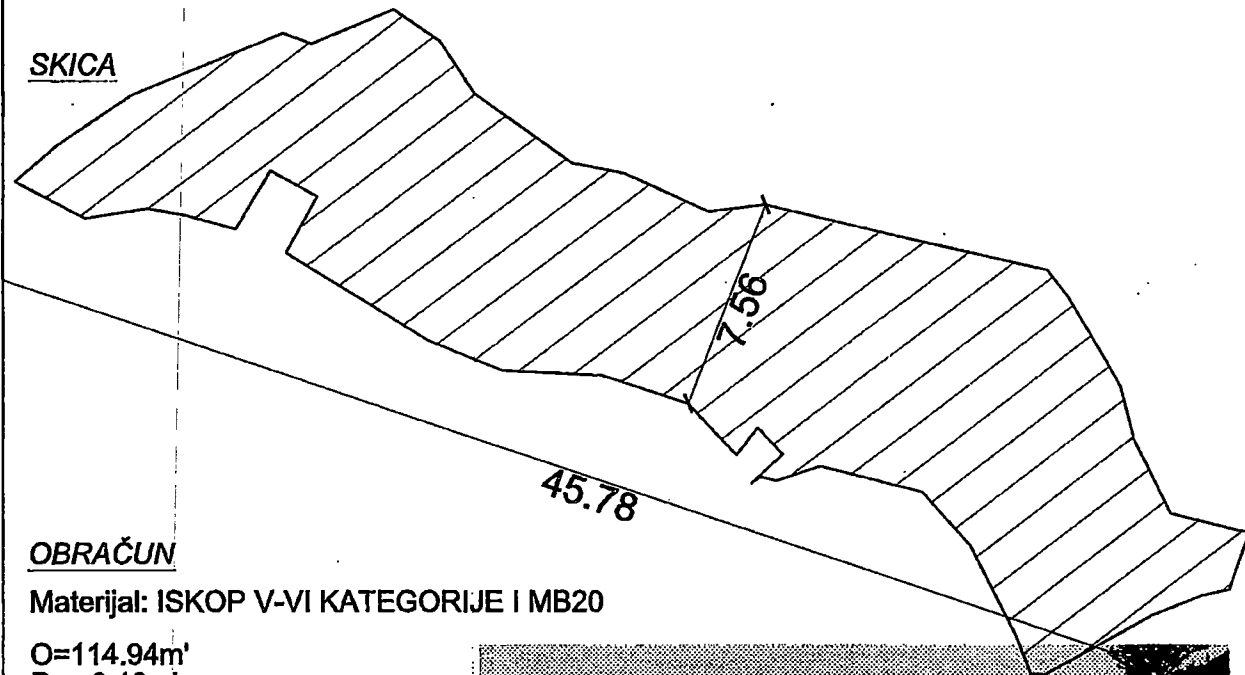 SKICA
7.56
45.78
OBRAČUN
Materijal: ISKOP V-VI KATEGORIJE I MB20
O=114.94m'